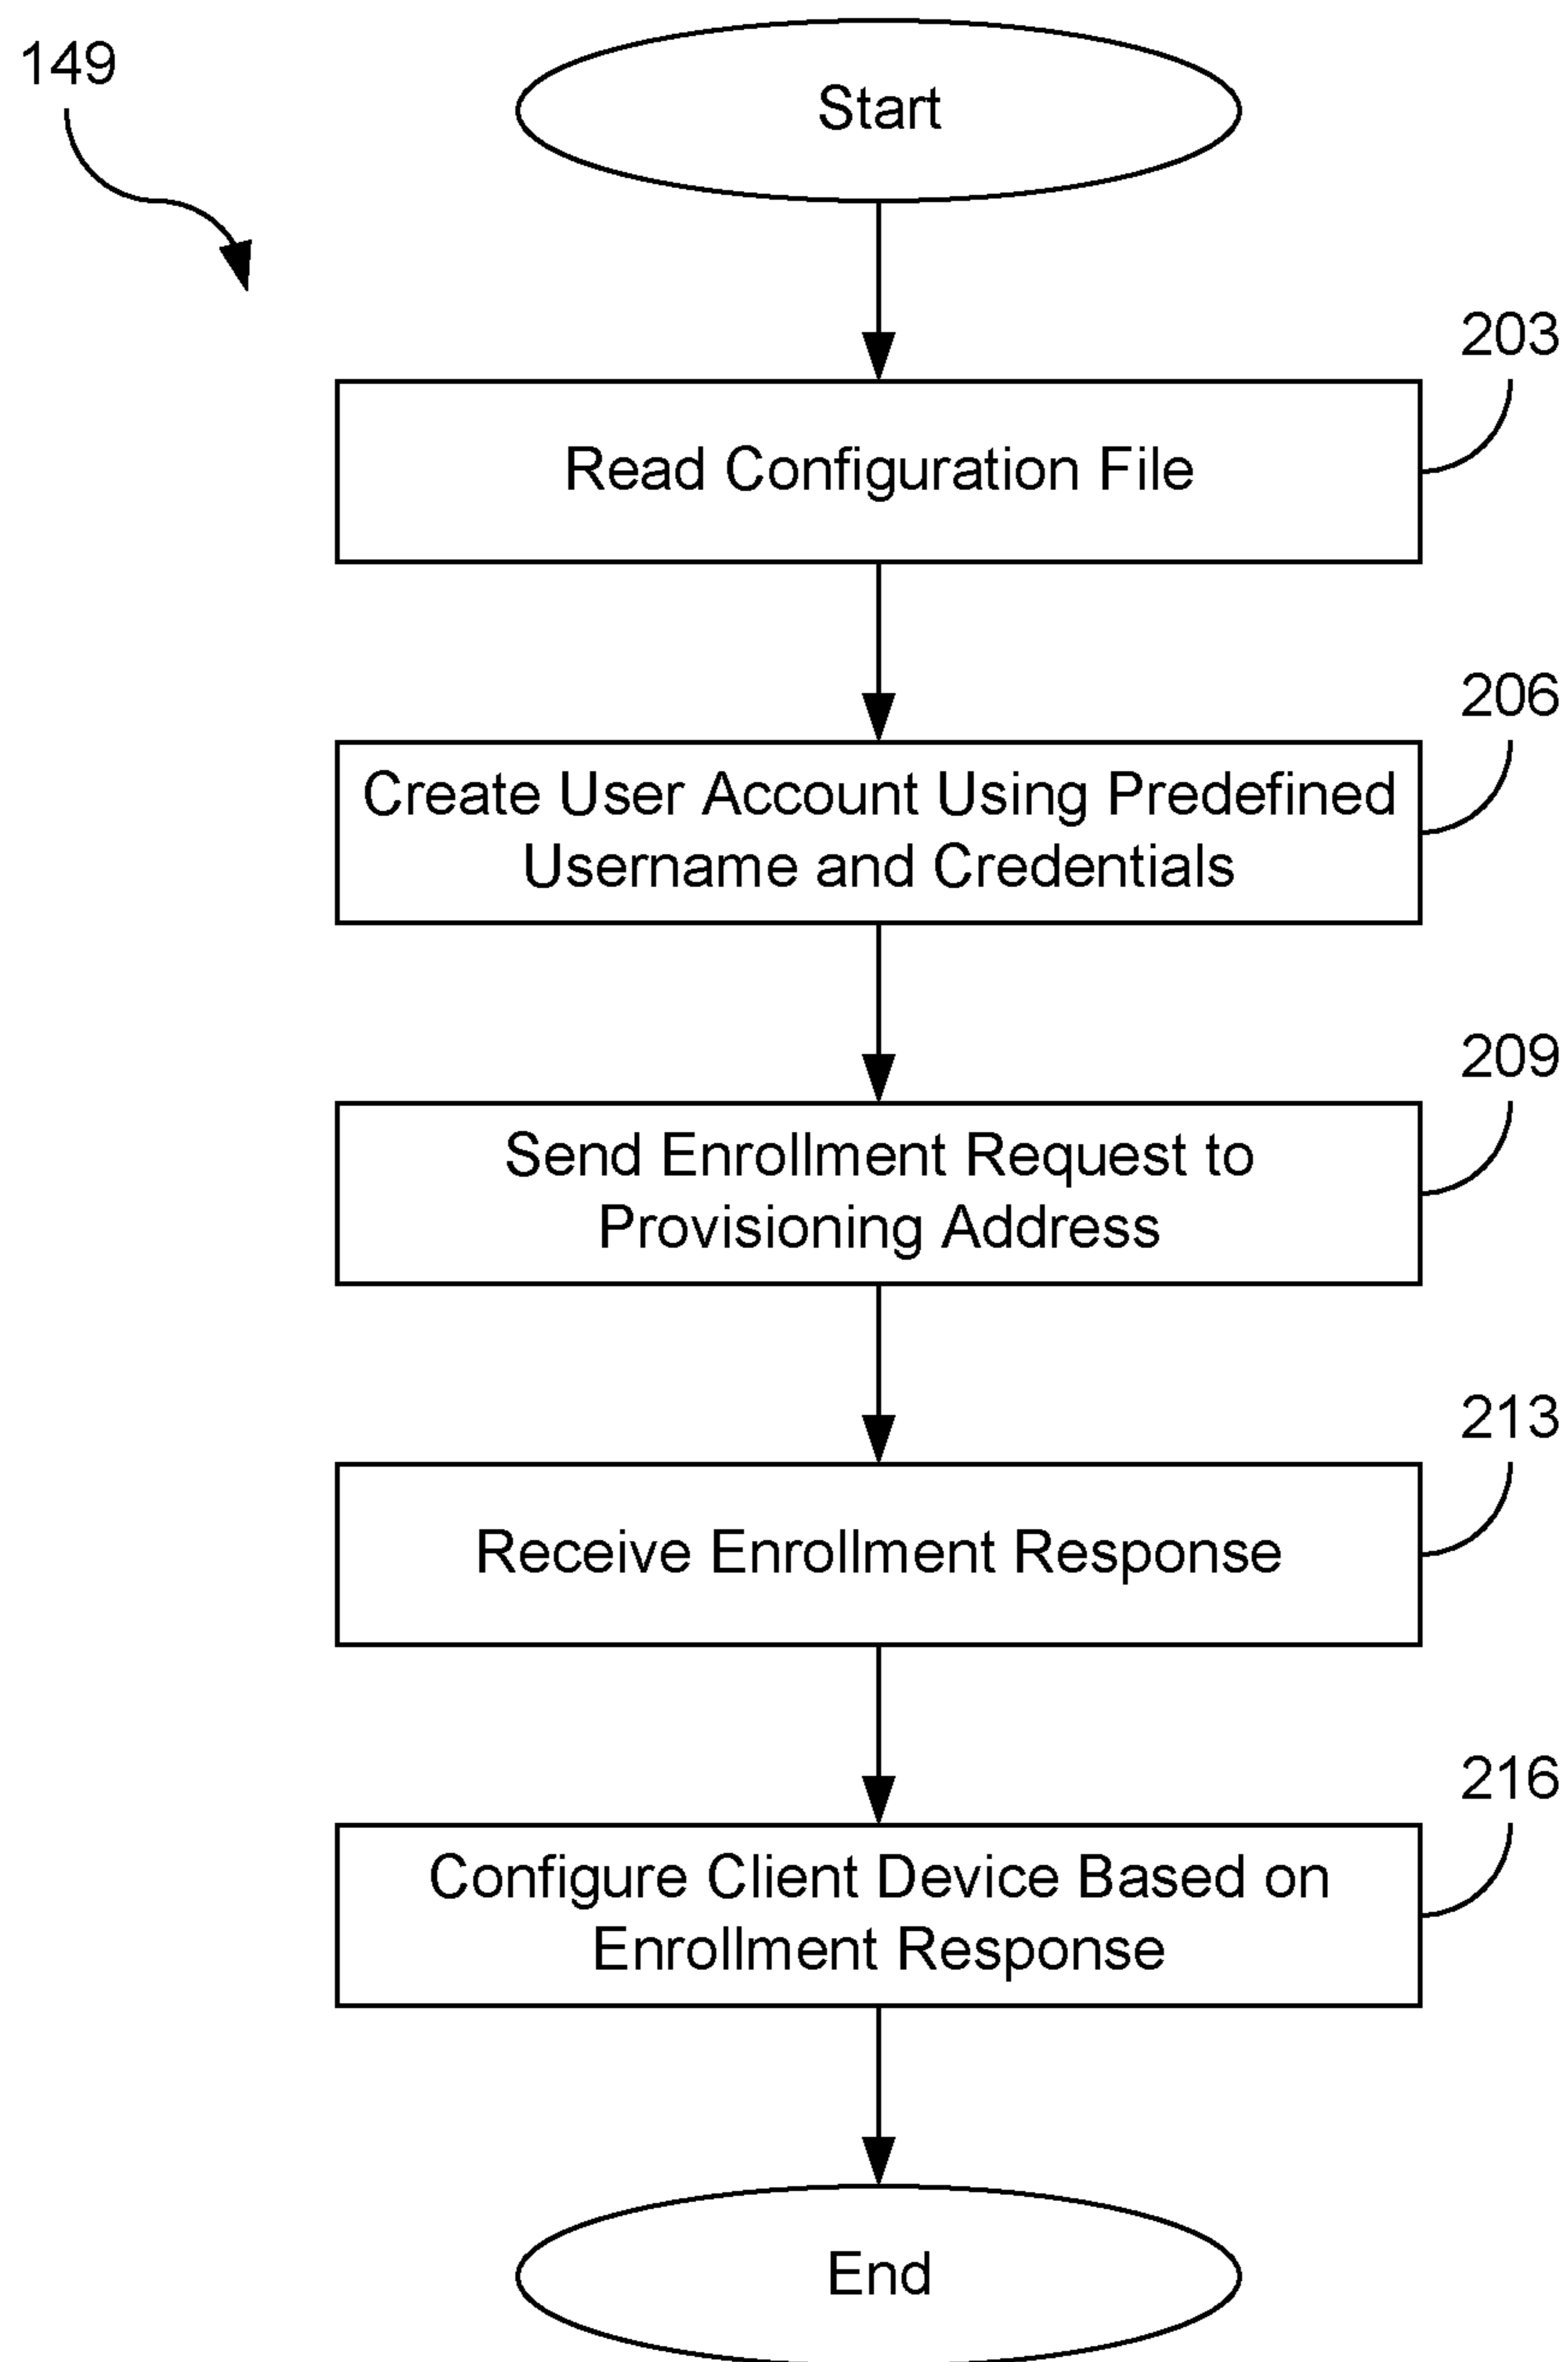 149
Start
203
Read Configuration File
206
Create User Account Using Predefined
Username and Credentials
209
Send Enrollment Request to
Provisioning Address
213
Receive Enrollment Response
216
Configure Client Device Based on
Enrollment Response
End